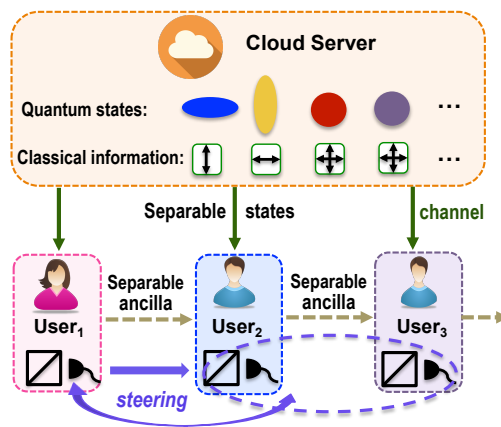 Cloud Server
Quantum states:
...
Classical information:
...
Separable states
channel
Separable
ancilla
Separable
ancilla
User1
User2
User3
steering